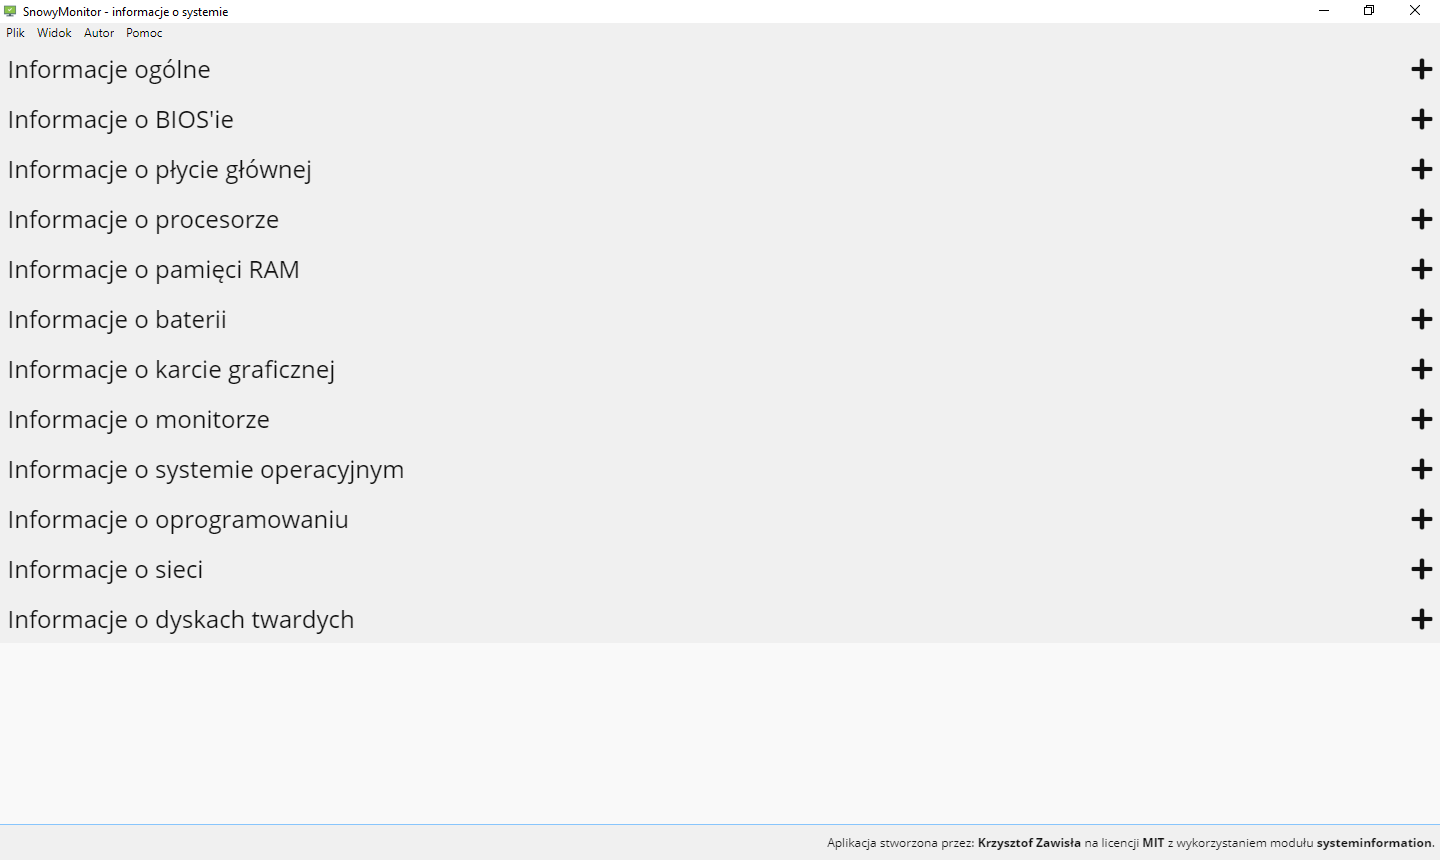 SnowyMonitor - informacje o systemie
Plik Widok Autor Pomoc
Informacje ogólne
Informacje o BIOS'ie
Informacje o płycie głównej
Informacje o procesorze
Informacje o pamięci RAM
Informacje o baterii
Informacje o karcie graficznej
Informacje o monitorze
Informacje o systemie operacyjnym
Informacje o oprogramowaniu
Informacje o sieci
Informacje o dyskach twardych
Aplikacja stworzona przez: Krzysztof Zawisła na licencji MIT z wykorzystaniem modułu systeminformation.